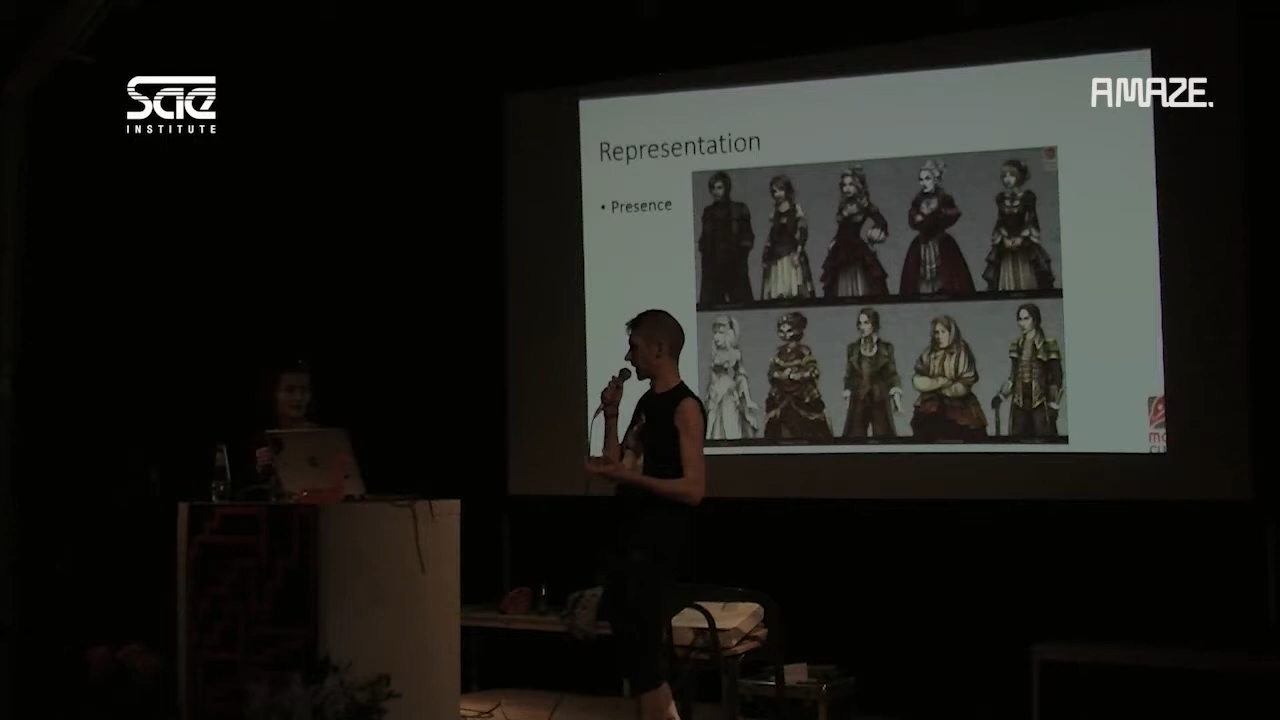 SAE
INSTITUTE
AMAZE.
Representation
• Presence